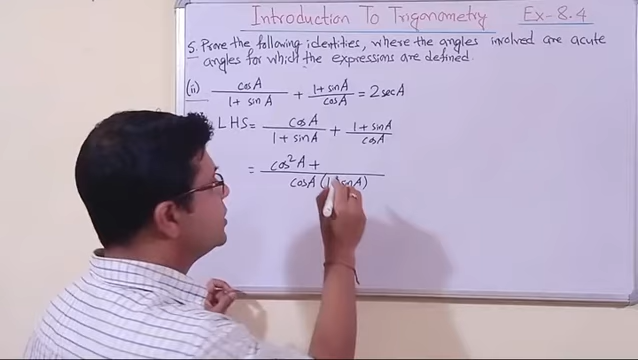 Introduction To Trigonometry Ex-8.4
5. Prove the following identities, where the angles involved are acute
angles for which the expressions are defined.
(ii) cosA / 1 + sinA + 1+sinA / cosA = 2secA
LHS = cosA / 1+sinA + 1+sinA / cosA
= cos²A + / cosA(1+sinA)